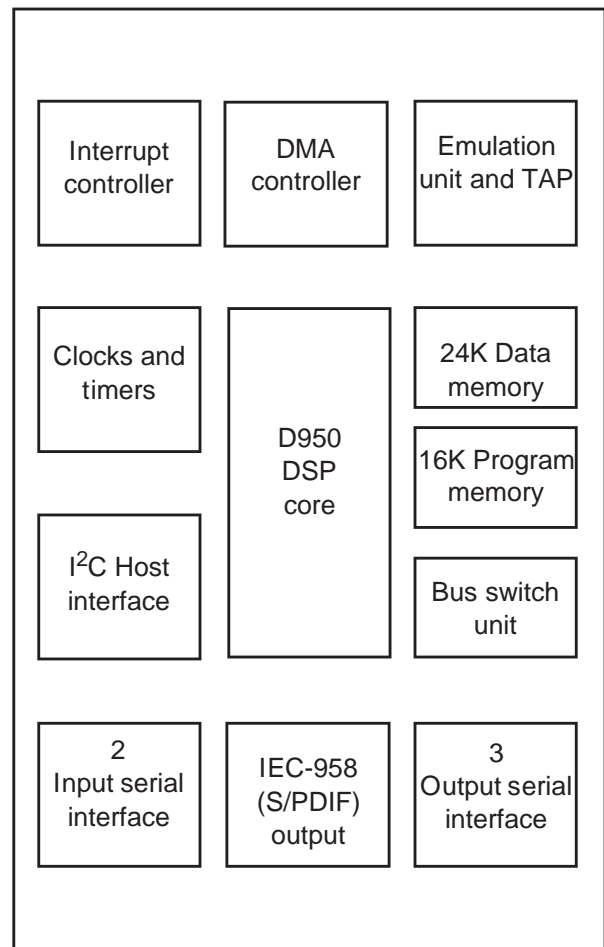 Interrupt
controller
DMA
controller
Emulation
unit and TAP
Clocks and
timers
D950
DSP
core
24K Data
memory
16K Program
memory
I²C Host
interface
Bus switch
unit
2
Input serial
interface
IEC-958
(S/PDIF)
output
3
Output serial
interface